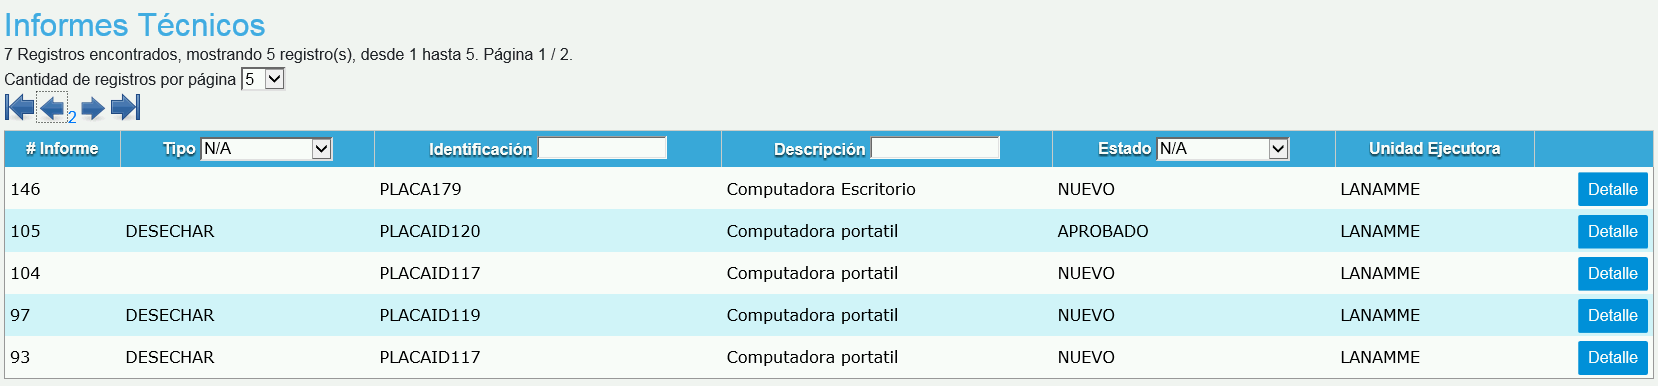 Informes Técnicos
7 Registros encontrados, mostrando 5 registro(s), desde 1 hasta 5. Página 1 / 2.
Cantidad de registros por página 5
2
# Informe Tipo N/A Identificación Descripción Estado N/A Unidad Ejecutora
146 PLACA179 Computadora Escritorio NUEVO LANAMME Detalle
105 DESECHAR PLACAID120 Computadora portatil APROBADO LANAMME Detalle
104 PLACAID117 Computadora portatil NUEVO LANAMME Detalle
97 DESECHAR PLACAID119 Computadora portatil NUEVO LANAMME Detalle
93 DESECHAR PLACAID117 Computadora portatil NUEVO LANAMME Detalle